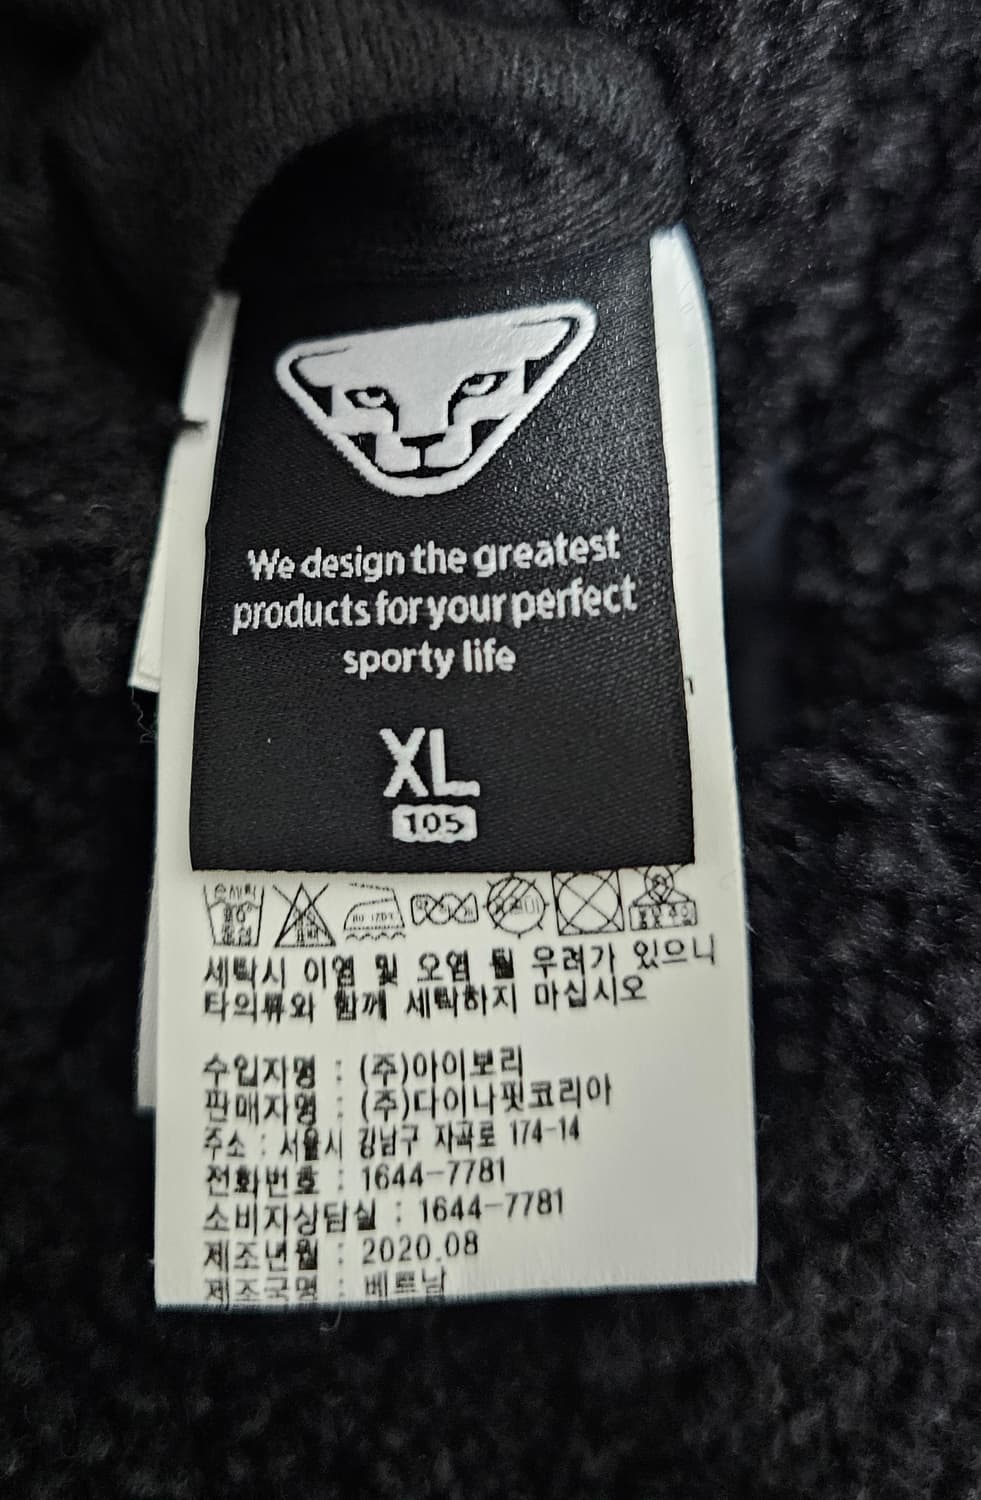 We design the greatest
products for your perfect
sporty life
XL
105
세탁시 이염 및 오염 될 우려가 있으니
타의류와 함께 세탁하지 마십시오
수입자명 : (주)아이보리
판매자명 : (주)다이나핏코리아
주소 : 서울시 강남구 자곡로 174-14
전화번호 : 1644-7781
소비자상담실 : 1644-7781
제조년월 : 2020.08
제조국명 : 베트남